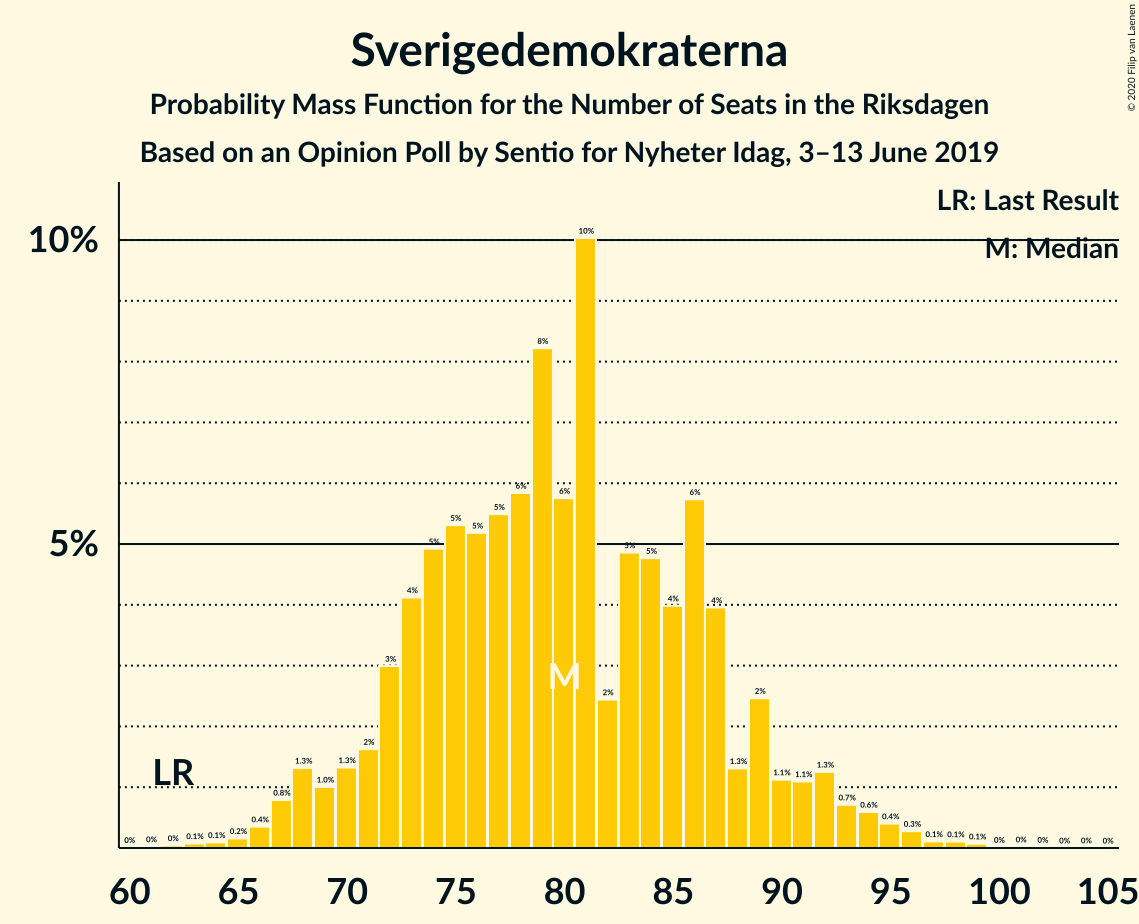 Sverigedemokraterna
Probability Mass Function for the Number of Seats in the Riksdagen
Based on an Opinion Poll by Sentio for Nyheter Idag, 3–13 June 2019
© 2020 Filip van Laenen
LR: Last Result
M: Median
10%
5%
0% 0% 0% 0.1% 0.1% 0.2% 0.4% 0.8% 1.3% 1.0% 1.3% 2% 3% 4% 5% 5% 5% 5% 6% 8% 6% 10% 2% 5% 5% 4% 6% 4% 1.3% 2% 1.1% 1.1% 1.3% 0.7% 0.6% 0.4% 0.3% 0.1% 0.1% 0.1% 0% 0% 0% 0% 0% 0%
M
LR
60 65 70 75 80 85 90 95 100 105